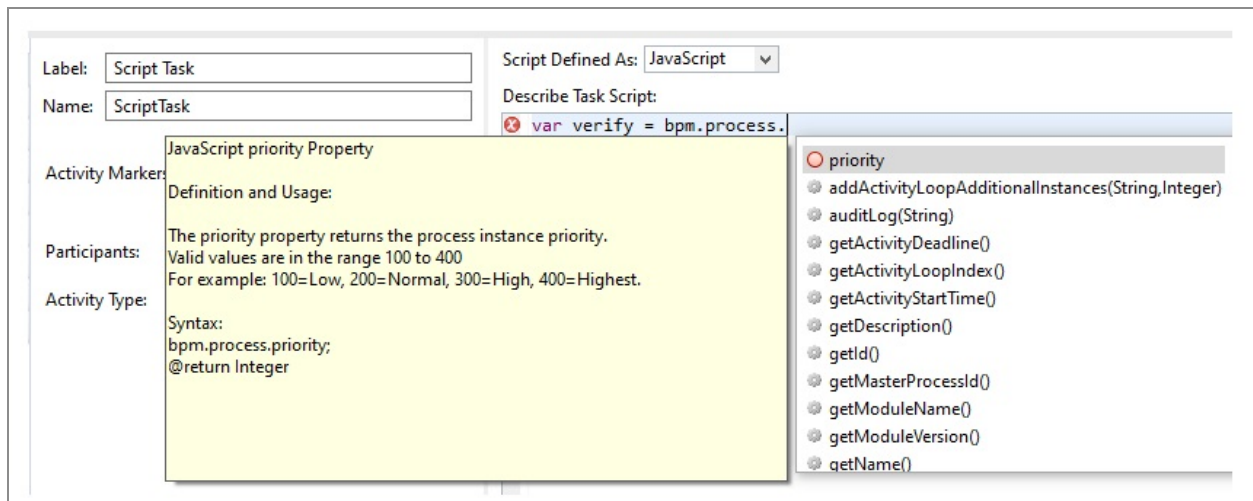 Label: Script Task
Name: ScriptTask
Activity Marker
Participants:
Activity Type:
Script Defined As: JavaScript
Describe Task Script:
var verify = bpm.process.
JavaScript priority Property
Definition and Usage:
The priority property returns the process instance priority.
Valid values are in the range 100 to 400
For example: 100=Low, 200=Normal, 300=High, 400=Highest.
Syntax:
bpm.process.priority;
@return Integer
priority
addActivityLoopAdditionalInstances(String,Integer)
auditLog(String)
getActivityDeadline()
getActivityLoopIndex()
getActivityStartTime()
getDescription()
getId()
getMasterProcessId()
getModuleName()
getModuleVersion()
getName()